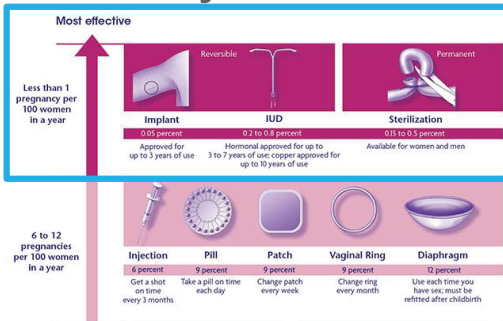 Most effective
Reversible
Permanent
Less than 1
pregnancy per
100 women
in a year
Implant
IUD
Sterilization
0.05 percent
0.2 to 0.8 percent
0.15 to 0.5 percent
Approved for
up to 3 years of use
Hormonal approved for up to
3 to 7 years of use; copper approved for
up to 10 years of use
Available for women and men
6 to 12
pregnancies
per 100 women
in a year
Injection
Pill
Patch
Vaginal Ring
Diaphragm
6 percent
9 percent
9 percent
9 percent
12 percent
Get a shot
on time
every 3 months
Take a pill on time
each day
Change patch
every week
Change ring
every month
Use each time you
have sex; must be
refitted after childbirth